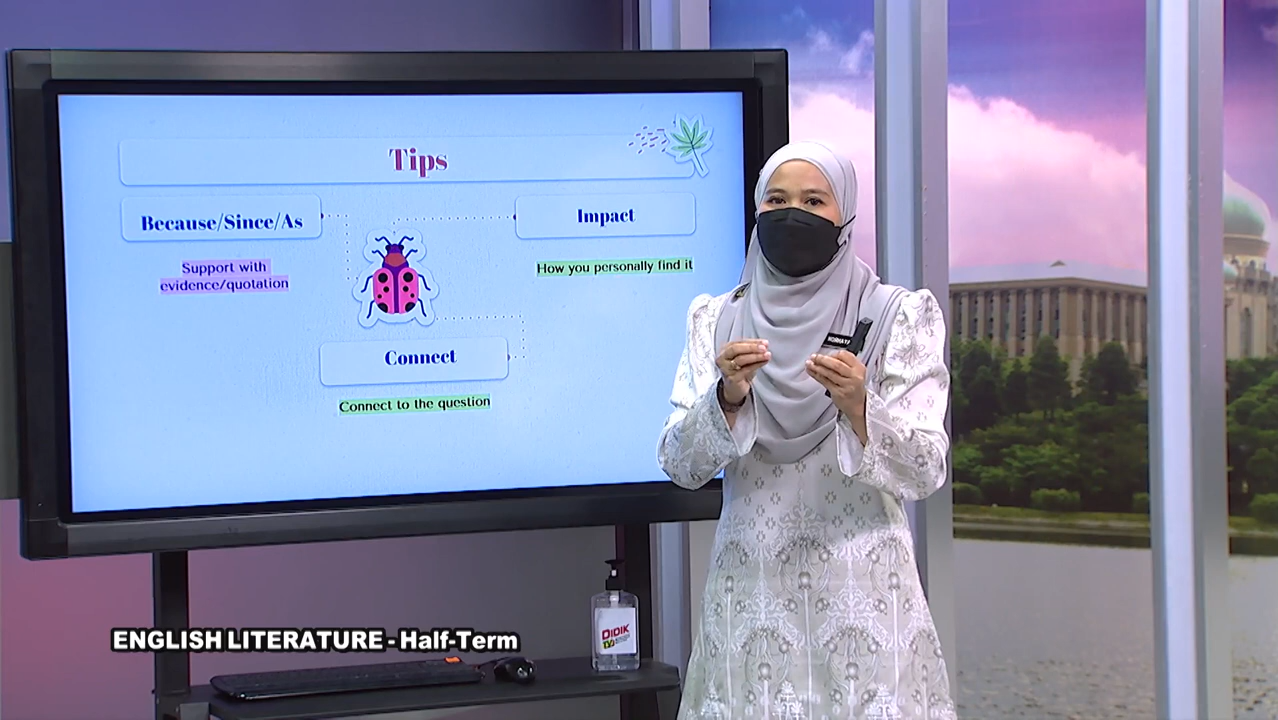 Tips
Because/Since/As
Impact
Support with
evidence/quotation
How you personally find it
Connect
Connect to the question
DIDIK
TV
ENGLISH LITERATURE - Half-Term